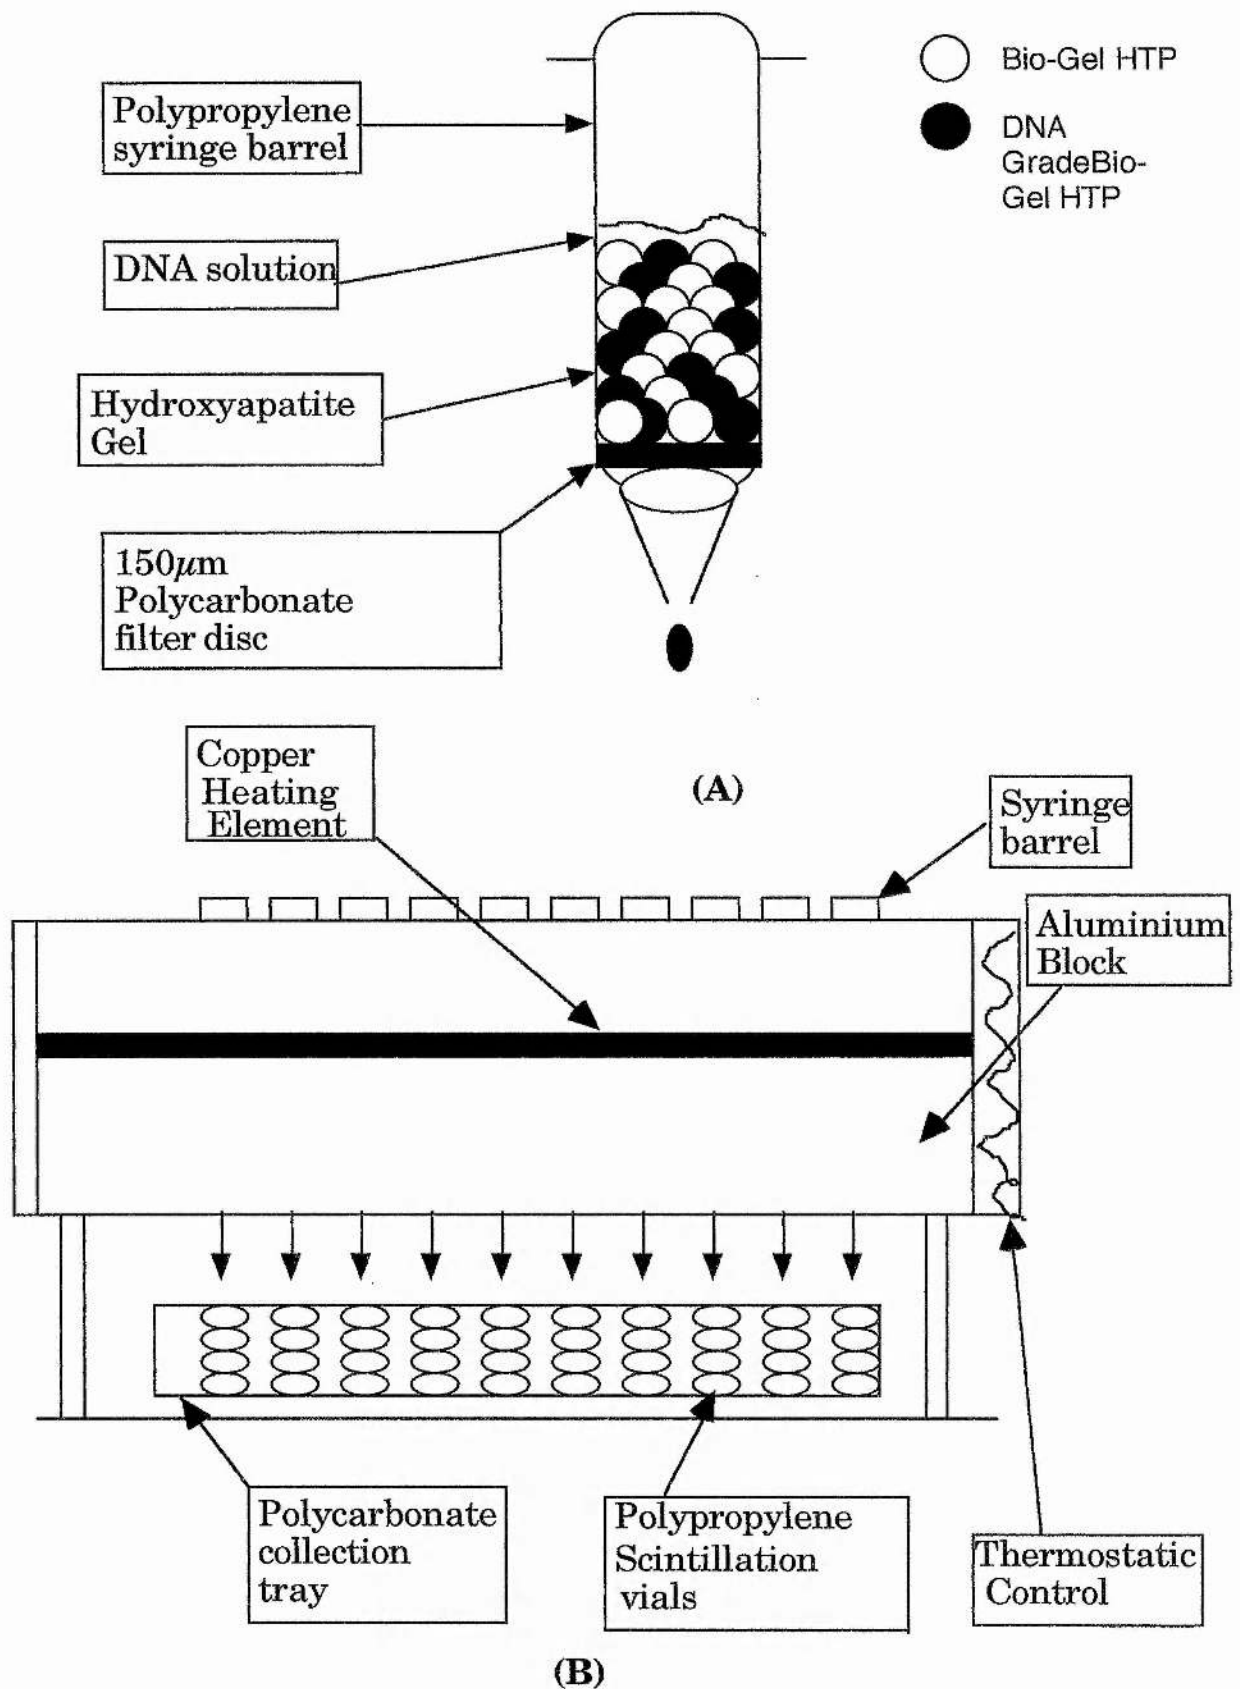 Bio-Gel HTP
DNA
GradeBio-
Gel HTP
Polypropylene
syringe barrel
DNA solution
Hydroxyapatite
Gel
150μm
Polycarbonate
filter disc
(A)
Copper
Heating
Element
Syringe
barrel
Aluminium
Block
Polycarbonate
collection
tray
Polypropylene
Scintillation
vials
Thermostatic
Control
(B)